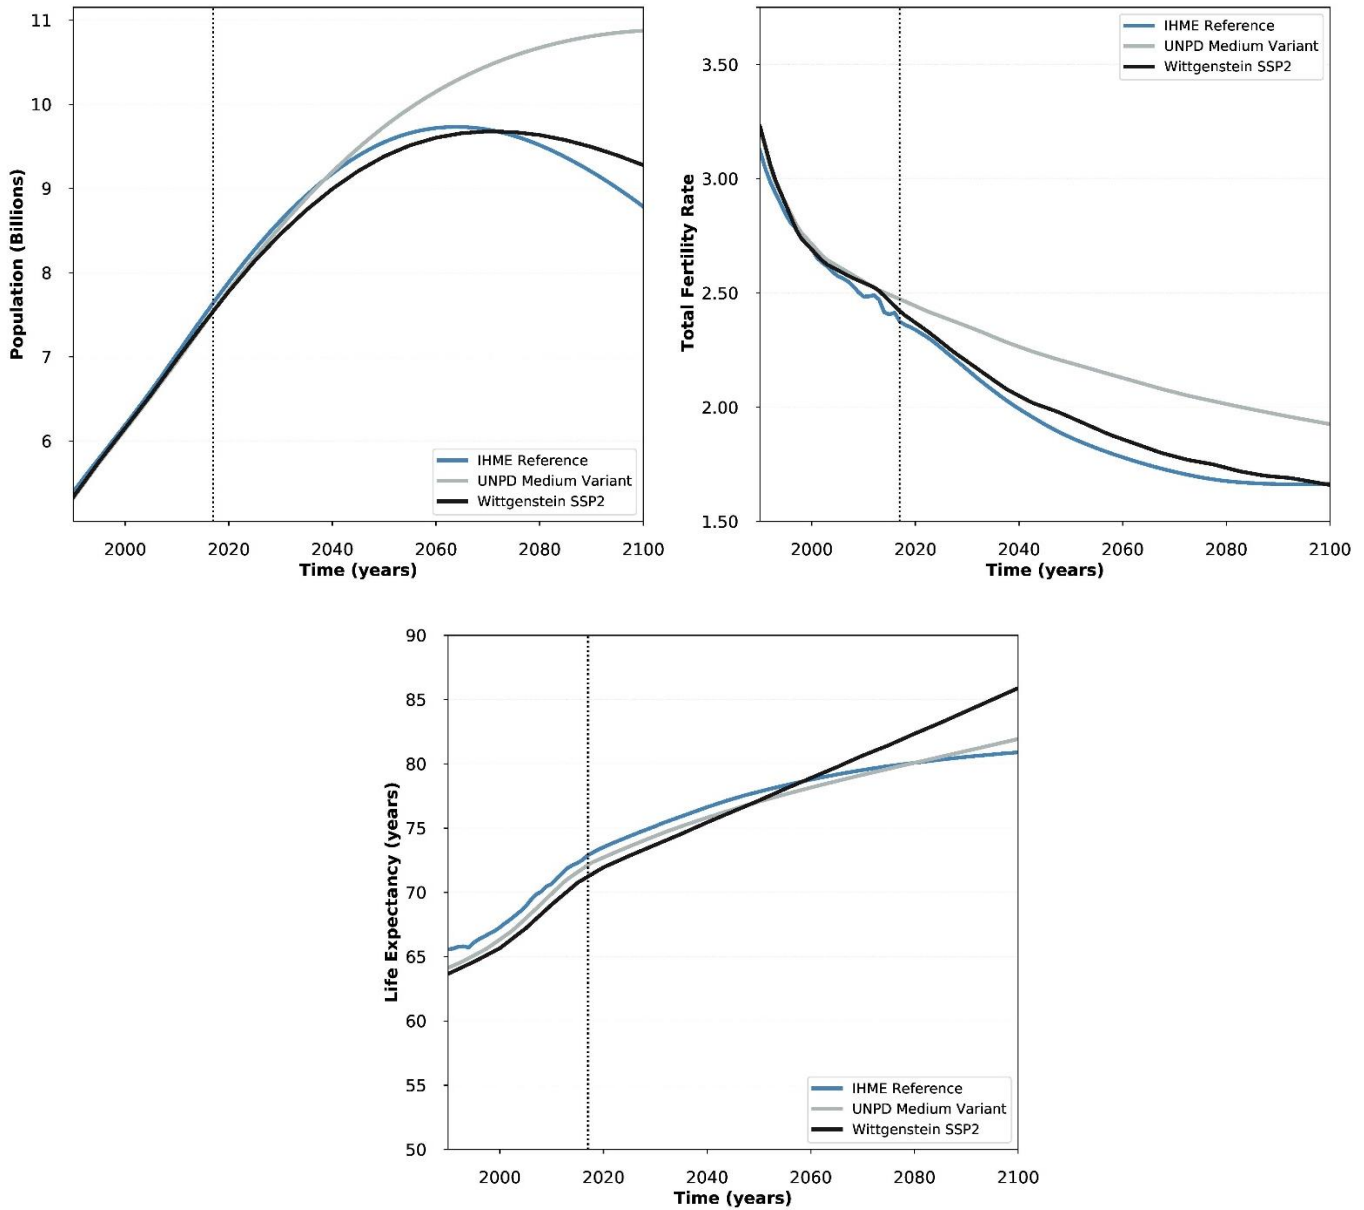 11
10
9
8
7
6
Population (Billions)
2000 2020 2040 2060 2080 2100
Time (years)
IHME Reference
UNPD Medium Variant
Wittgenstein SSP2
3.50
3.00
2.50
2.00
1.50
Total Fertility Rate
2000 2020 2040 2060 2080 2100
Time (years)
IHME Reference
UNPD Medium Variant
Wittgenstein SSP2
90
85
80
75
70
65
60
55
50
Life Expectancy (years)
2000 2020 2040 2060 2080 2100
Time (years)
IHME Reference
UNPD Medium Variant
Wittgenstein SSP2